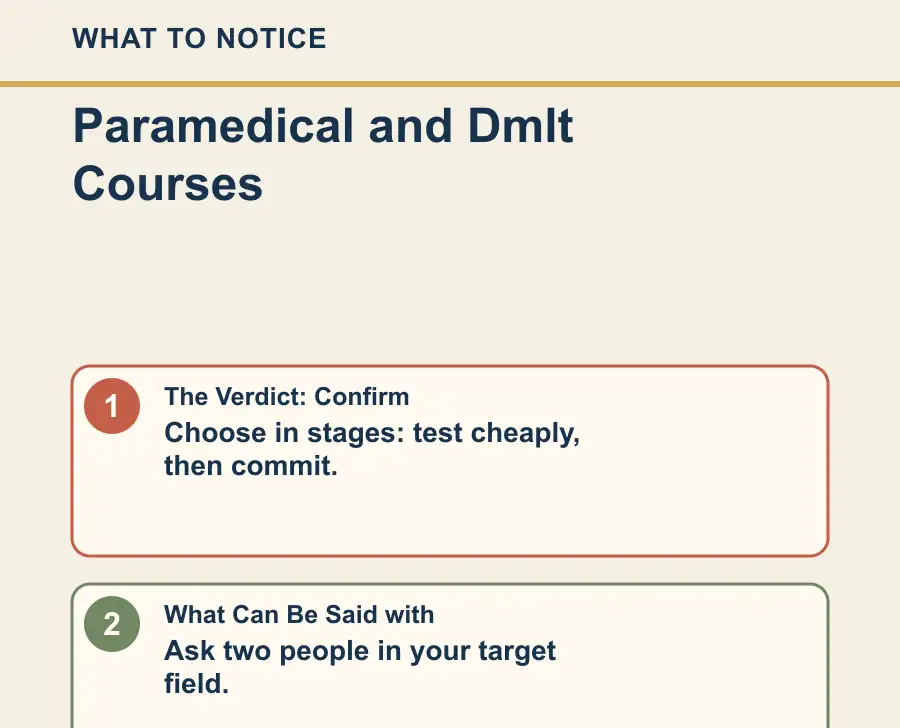 WHAT TO NOTICE
Paramedical and Dmlt
Courses
1
The Verdict: Confirm
Choose in stages: test cheaply,
then commit.
2
What Can Be Said with
Ask two people in your target
field.